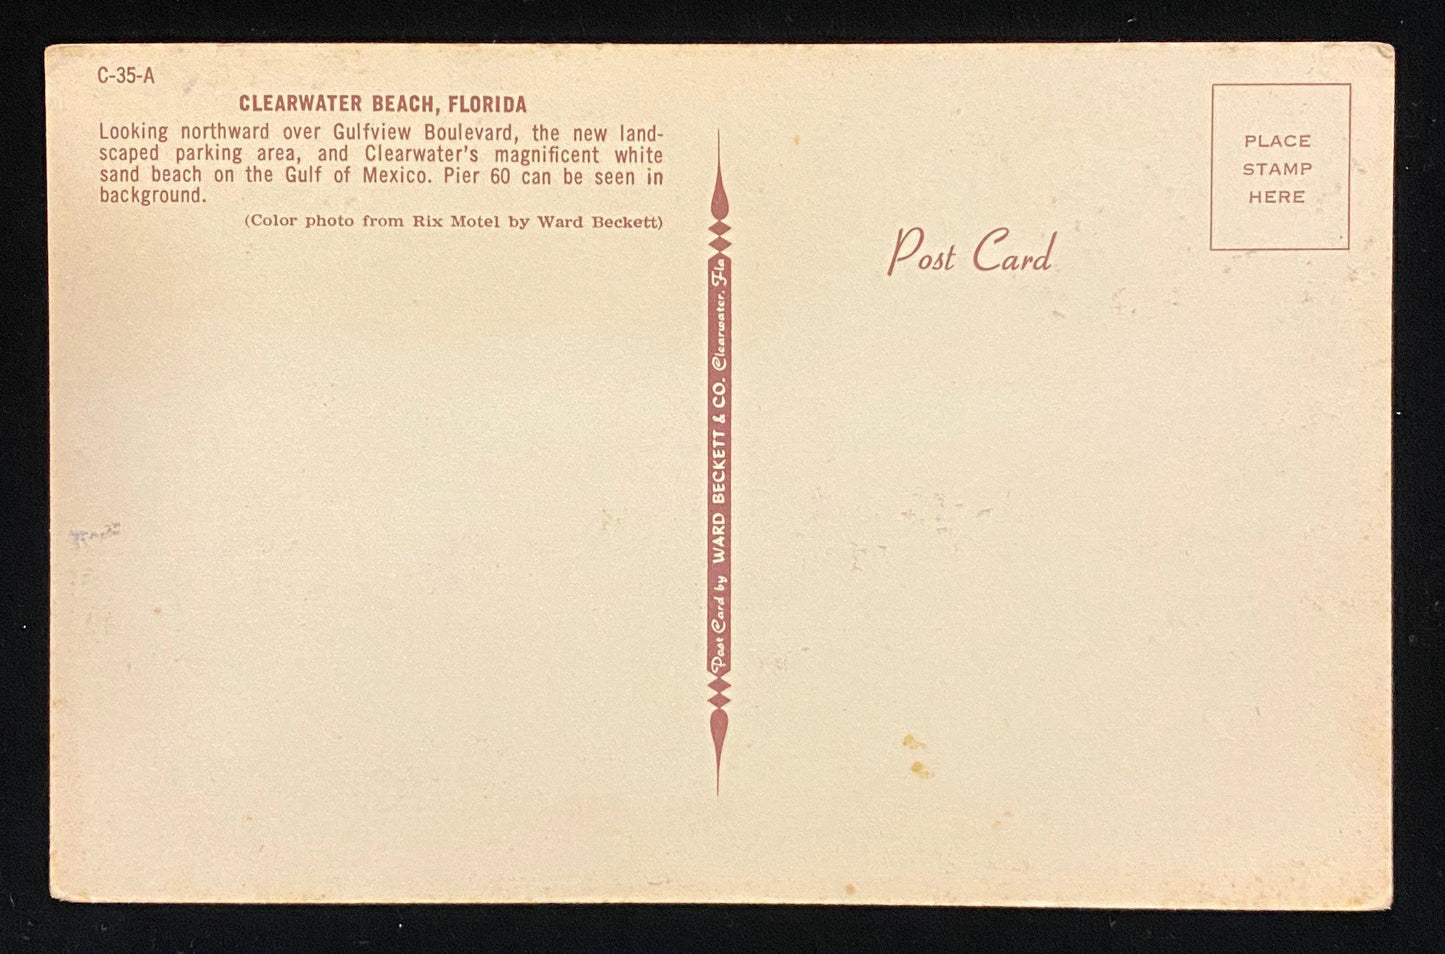 C-35-A
CLEARWATER BEACH, FLORIDA
Looking northward over Gulfview Boulevard, the new land-
scaped parking area, and Clearwater's magnificent white
sand beach on the Gulf of Mexico. Pier 60 can be seen in
background.
(Color photo from Rix Motel by Ward Beckett)
Post Card by WARD BECKETT & CO. Clearwater, Fla
Post Card
PLACE
STAMP
HERE